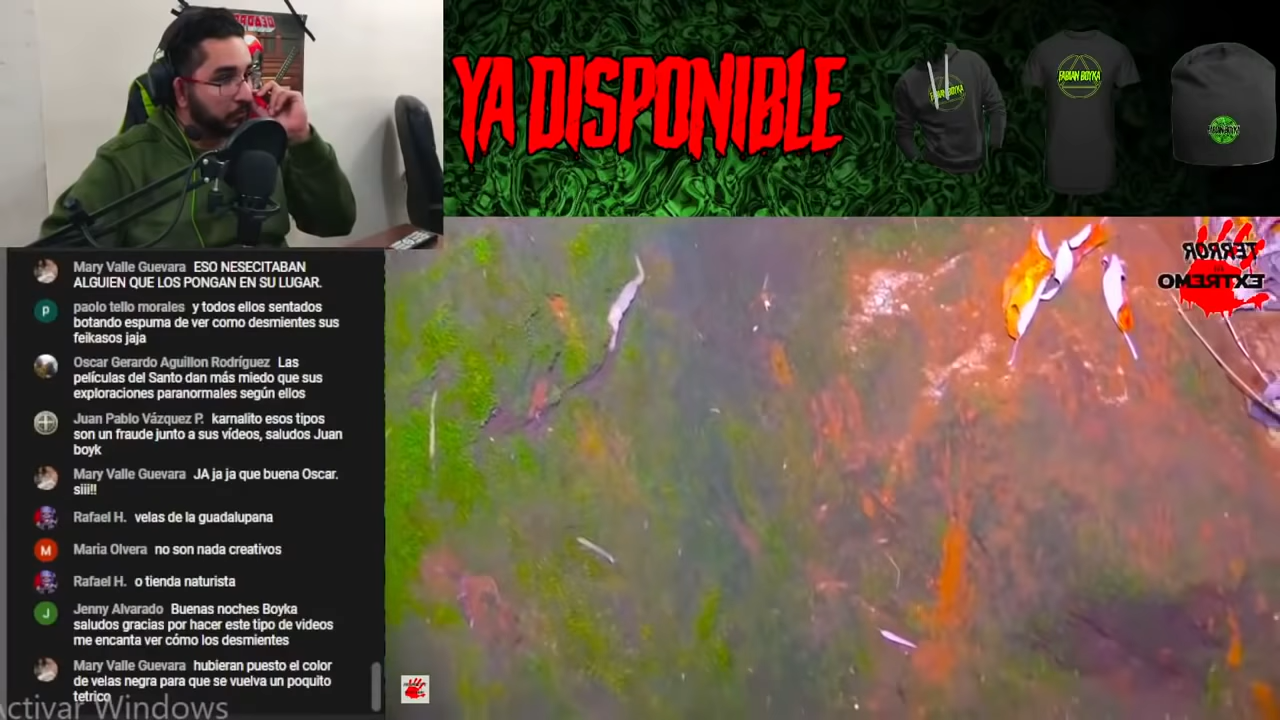 YA DISPONIBLE
FABIAN BOYKA
FABIAN BOYKA
TERROR
EXTREMO
Mary Valle Guevara ESO NESECITABAN
ALGUIEN QUE LOS PONGAN EN SU LUGAR.
paolo tello morales y todos ellos sentados
botando espuma de ver como desmientes sus
feikasos jaja
Oscar Gerardo Aguillon Rodríguez Las
películas del Santo dan más miedo que sus
exploraciones paranormales según ellos
Juan Pablo Vázquez P. karnalito esos tipos
son un fraude junto a sus vídeos, saludos Juan
boyk
Mary Valle Guevara JA ja ja que buena Oscar.
siii!!
Rafael H. velas de la guadalupana
Maria Olvera no son nada creativos
Rafael H. o tienda naturista
Jenny Alvarado Buenas noches Boyka
saludos gracias por hacer este tipo de videos
me encanta ver cómo los desmientes
Mary Valle Guevara hubieran puesto el color
de velas negra para que se vuelva un poquito
tetrico
Activar Windows